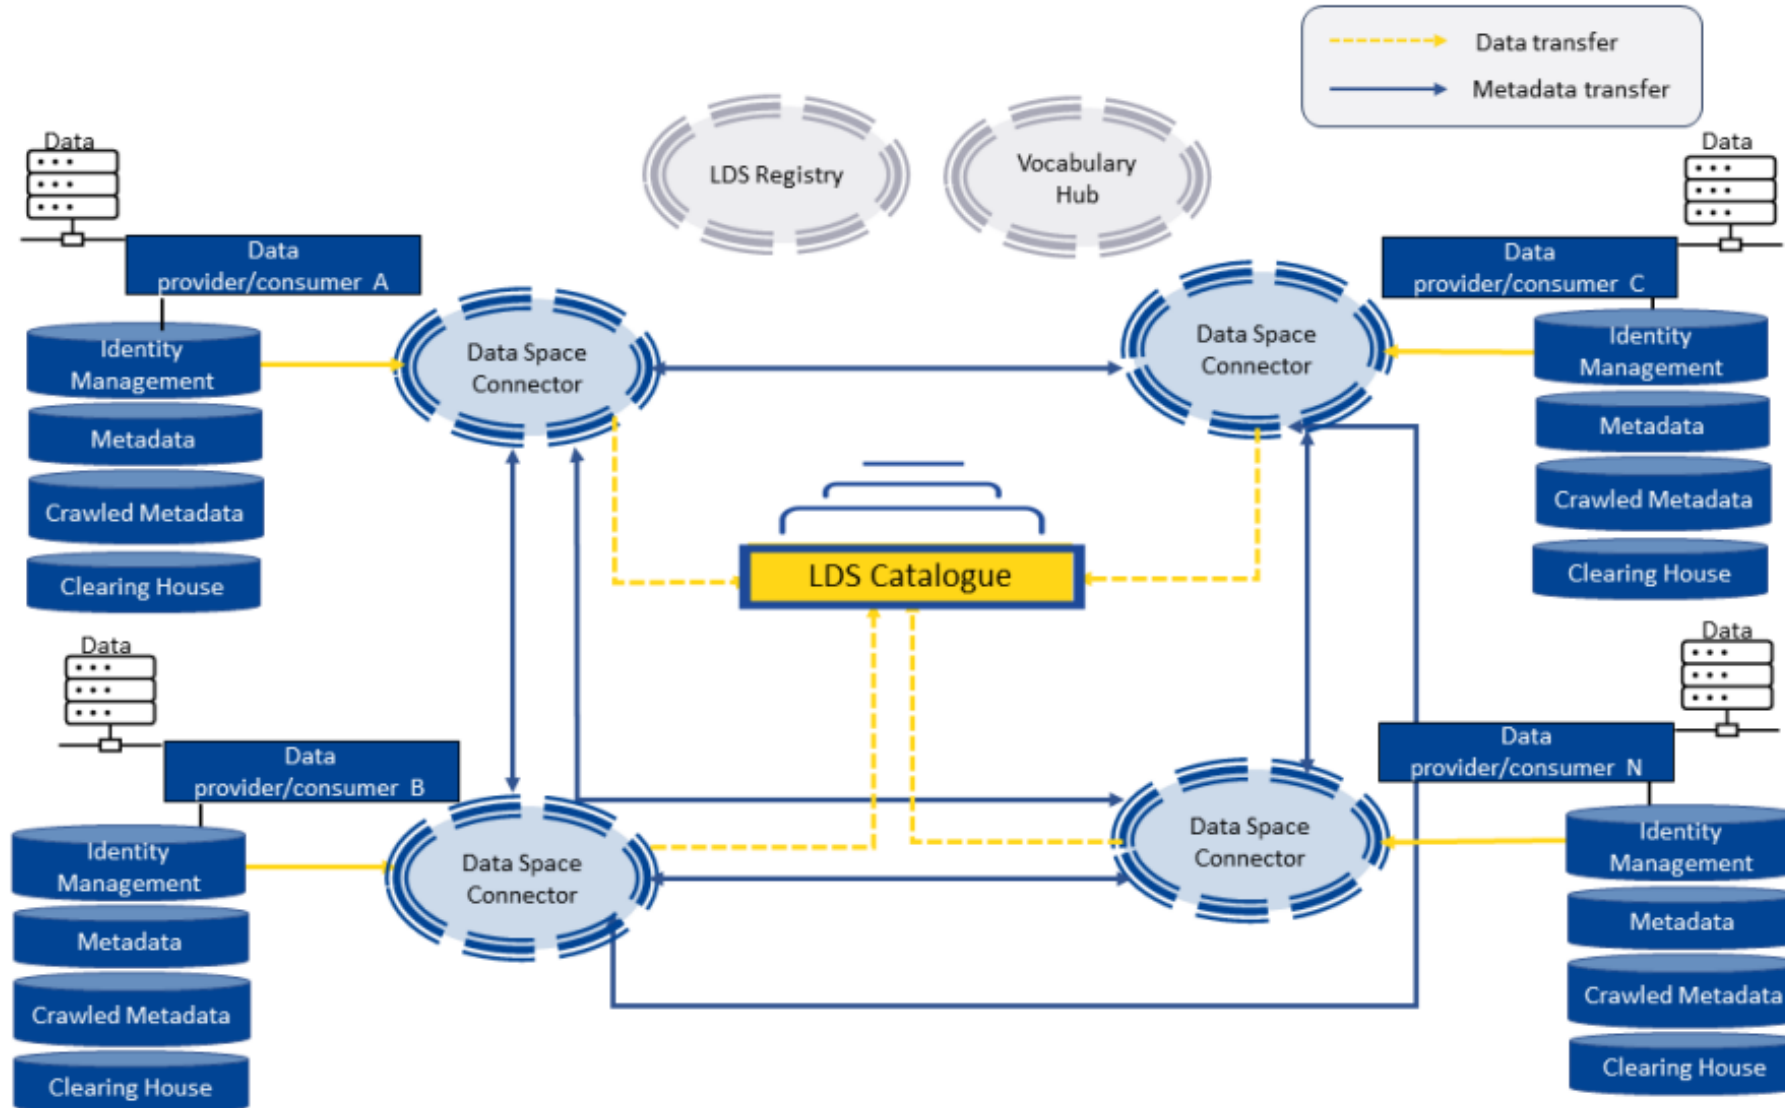 Data transfer
Metadata transfer
LDS Registry
Vocabulary
Hub
Data
Data
provider/consumer A
Identity
Management
Metadata
Crawled Metadata
Clearing House
Data Space
Connector
Data Space
Connector
Data
Data
provider/consumer C
Identity
Management
Metadata
Crawled Metadata
Clearing House
LDS Catalogue
Data
Data
provider/consumer B
Identity
Management
Metadata
Crawled Metadata
Clearing House
Data Space
Connector
Data Space
Connector
Data
Data
provider/consumer N
Identity
Management
Metadata
Crawled Metadata
Clearing House